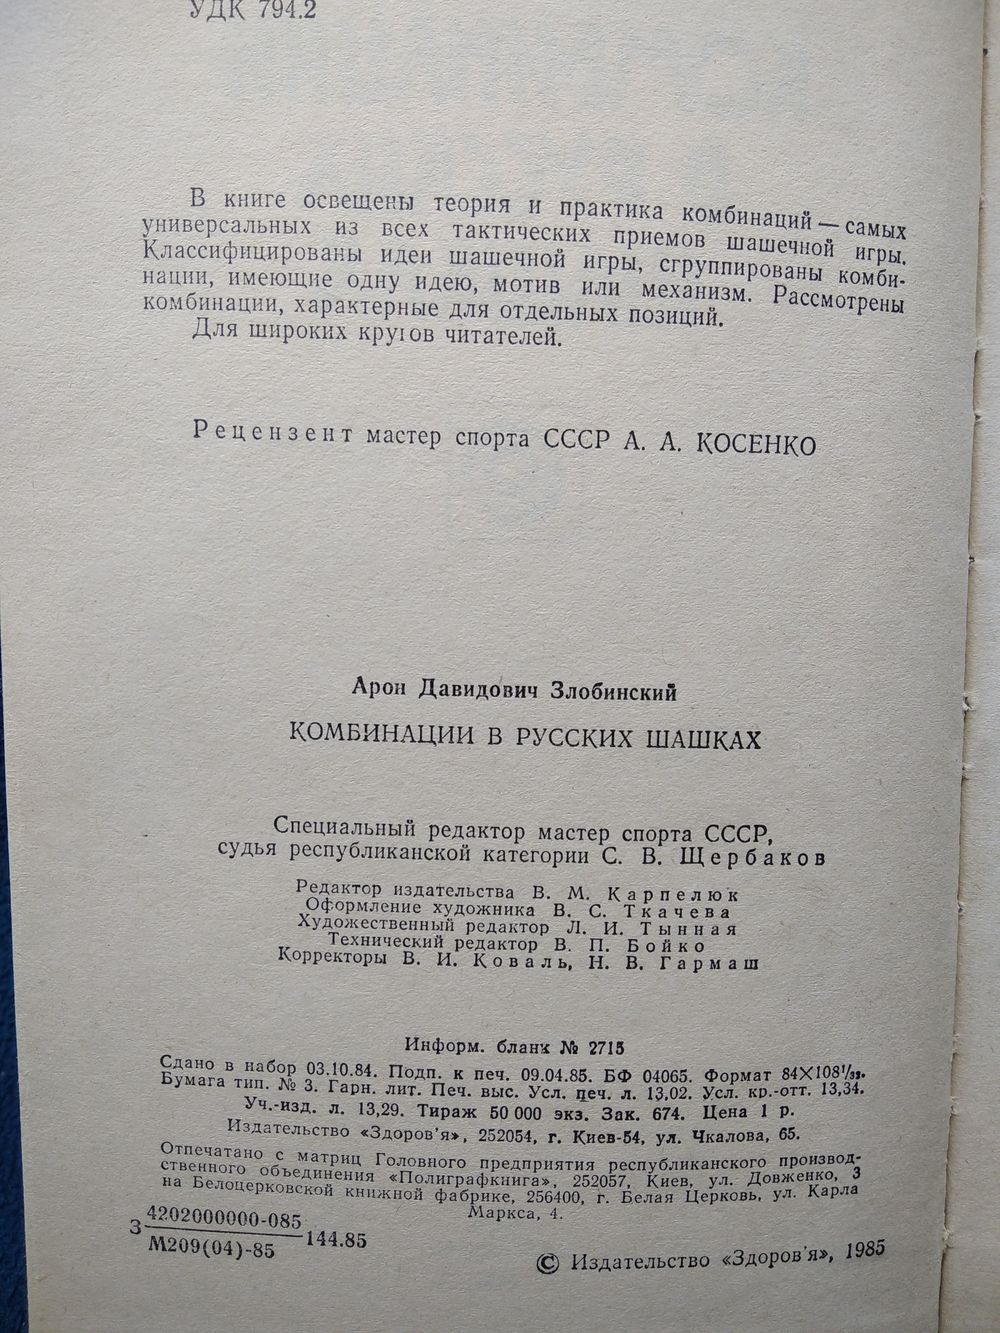 УДК 794.2
В книге освещены теория и практика комбинаций — самых
универсальных из всех тактических приемов шашечной игры.
Классифицированы идеи шашечной игры, сгруппированы комби-
нации, имеющие одну идею, мотив или механизм. Рассмотрены
комбинации, характерные для отдельных позиций.
Для широких кругов читателей.
Рецензент мастер спорта СССР А. А. КОСЕНКО
Арон Давидович Злобинский
КОМБИНАЦИИ В РУССКИХ ШАШКАХ
Специальный редактор мастер спорта СССР,
судья республиканской категории С. В. Щербаков
Редактор издательства В. М. Карпелюк
Оформление художника В. С. Ткачева
Художественный редактор Л. И. Тынная
Технический редактор В. П. Бойко
Корректоры В. И. Коваль, Н. В. Гармаш
Информ. бланк № 2715
Сдано в набор 03.10.84. Подп. к печ. 09.04.85. БФ 04065. Формат 84×108¹/₃₂.
Бумага тип. № 3. Гарн. лит. Печ. выс. Усл. печ. л. 13,02. Усл. кр.-отт. 13,34.
Уч.-изд. л. 13,29. Тираж 50 000 экз. Зак. 674. Цена 1 р.
Издательство «Здоров'я», 252054, г. Киев-54, ул. Чкалова, 65.
Отпечатано с матриц Головного предприятия республиканского производ-
ственного объединения «Полиграфкнига», 252057, Киев, ул. Довженко, 3
на Белоцерковской книжной фабрике, 256400, г. Белая Церковь, ул. Карла
Маркса, 4.
З 4202000000-085
М209(04)-85 144.85
© Издательство «Здоров'я», 1985